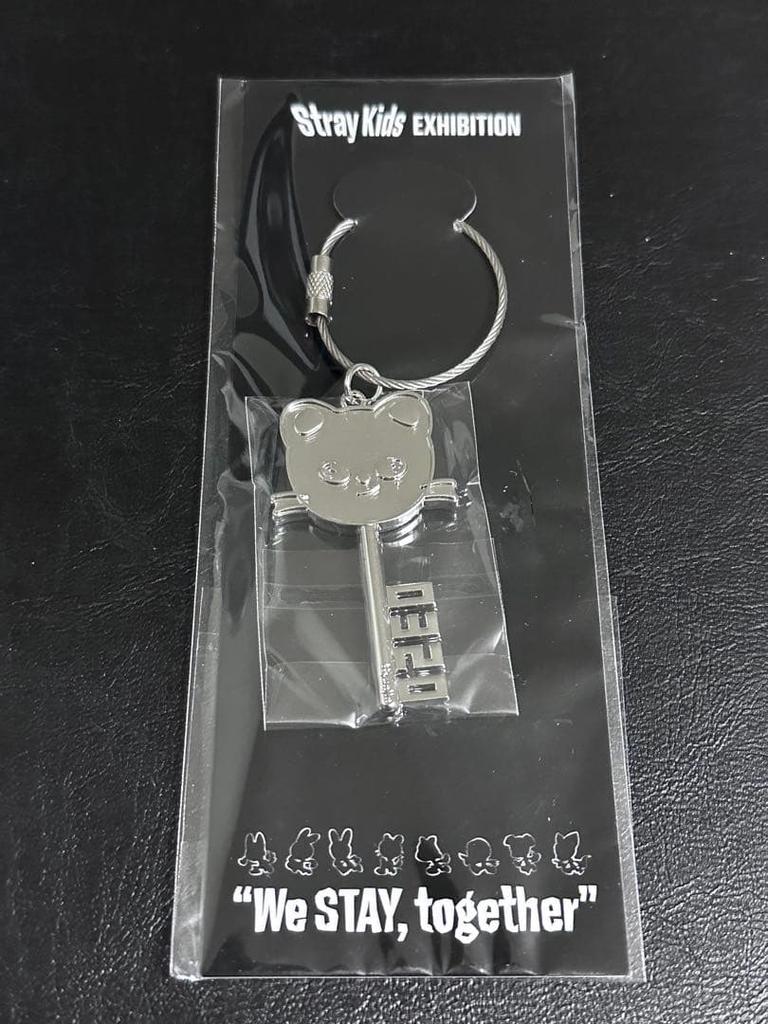 Stray Kids EXHIBITION
“We STAY, together”